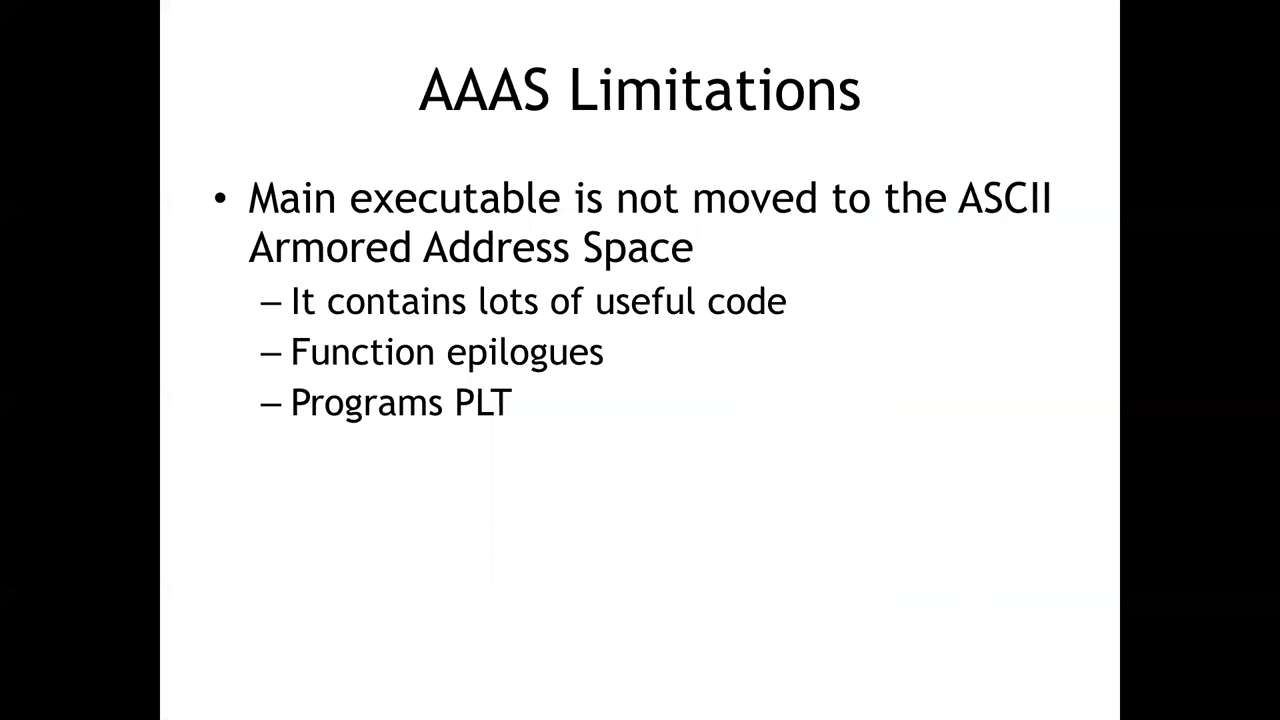 AAAS Limitations
• Main executable is not moved to the ASCII
Armored Address Space
– It contains lots of useful code
– Function epilogues
– Programs PLT